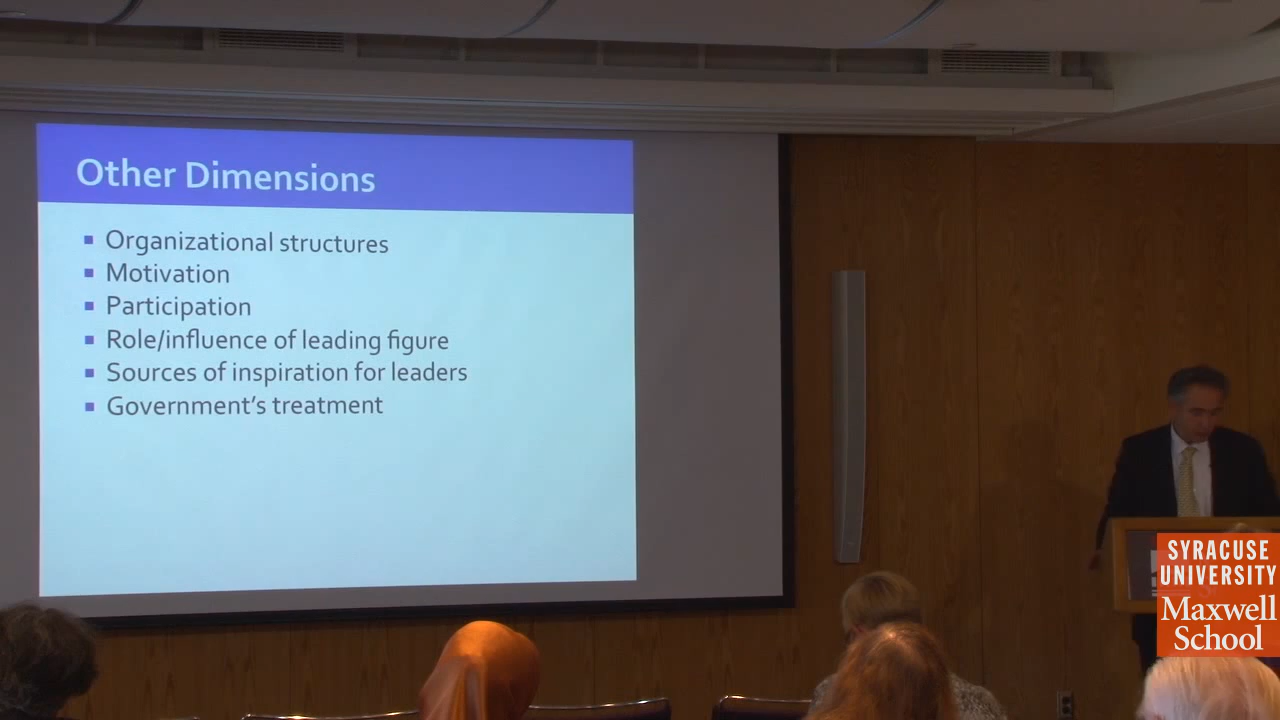 Other Dimensions
Organizational structures
Motivation
Participation
Role/influence of leading figure
Sources of inspiration for leaders
Government's treatment
SYRACUSE
UNIVERSITY
Maxwell
School